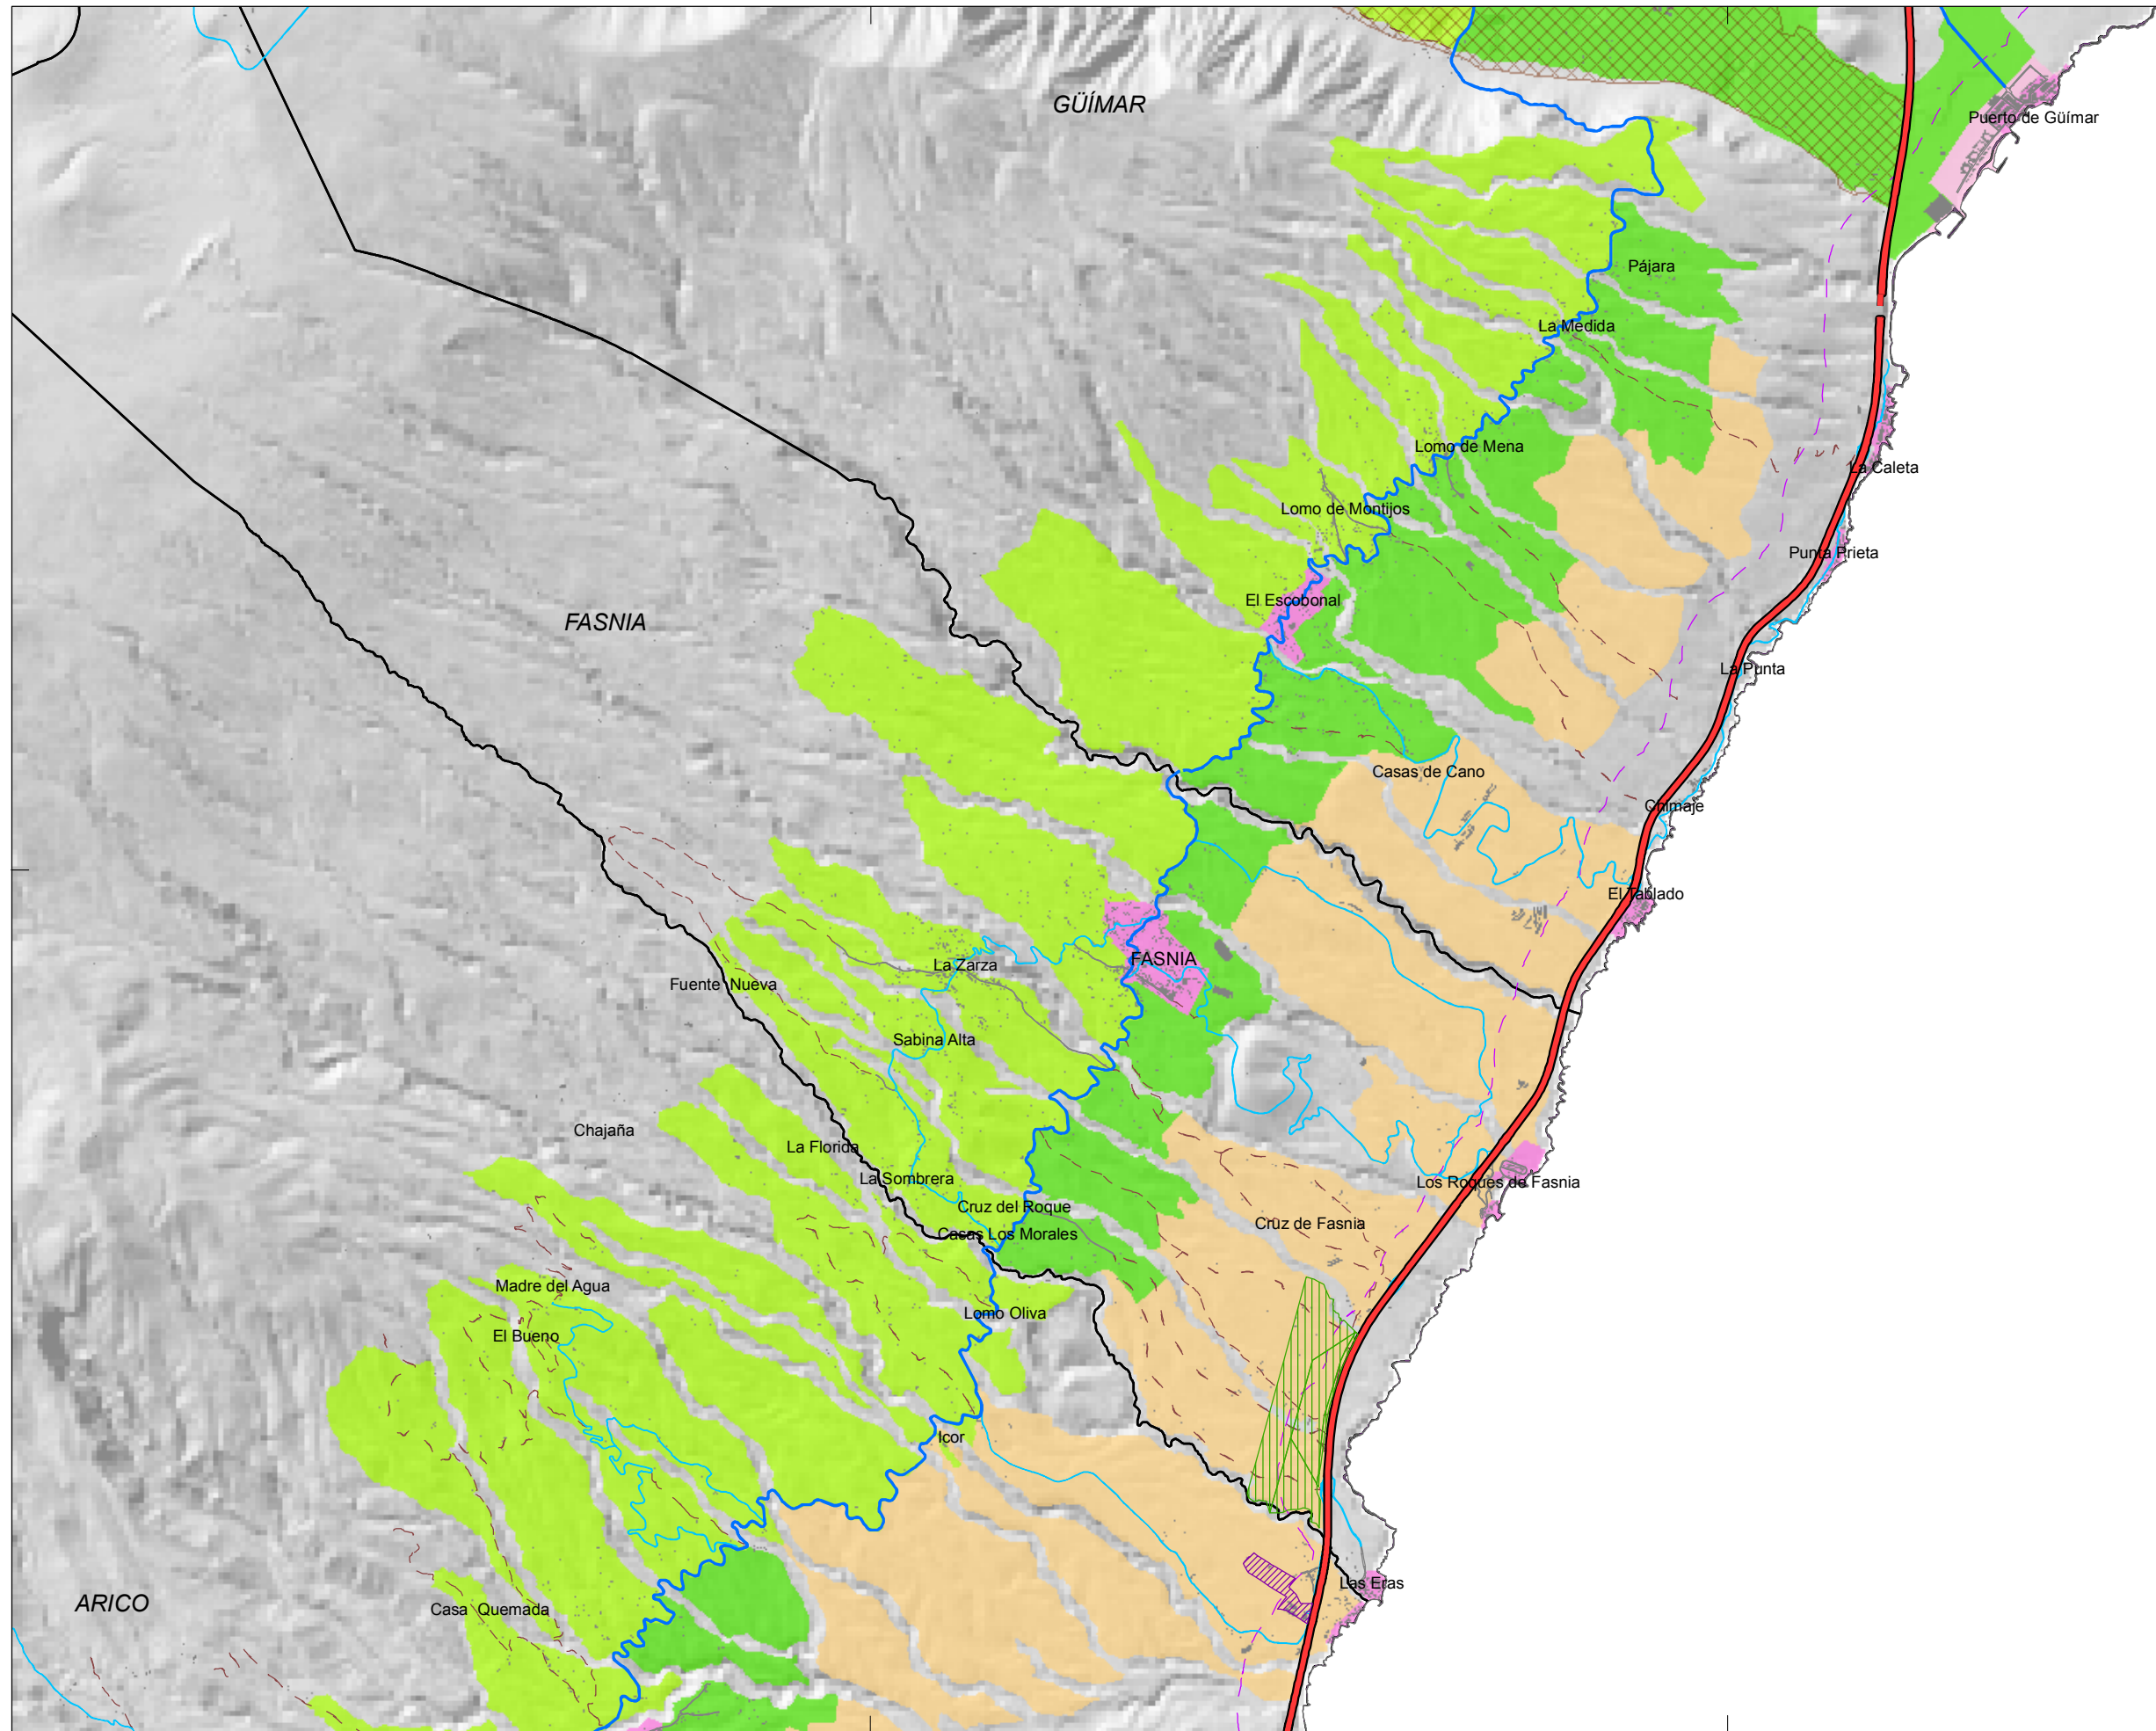 GÜÍMAR
Puerto de Güímar
Pájara
La Medida
Lomo de Mena
La Caleta
Lomo de Montijos
Punta Prieta
El Escobonal
FASNIA
La Punta
Casas de Cano
Chimaje
El Tablado
FASNIA
La Zarza
Fuente Nueva
Sabina Alta
Chajaña
La Florida
La Sombrera
Los Roques de Fasnia
Cruz del Roque
Cruz de Fasnia
Casas Los Morales
Madre del Agua
Lomo Oliva
El Bueno
Icor
Las Eras
ARICO
Casa Quemada